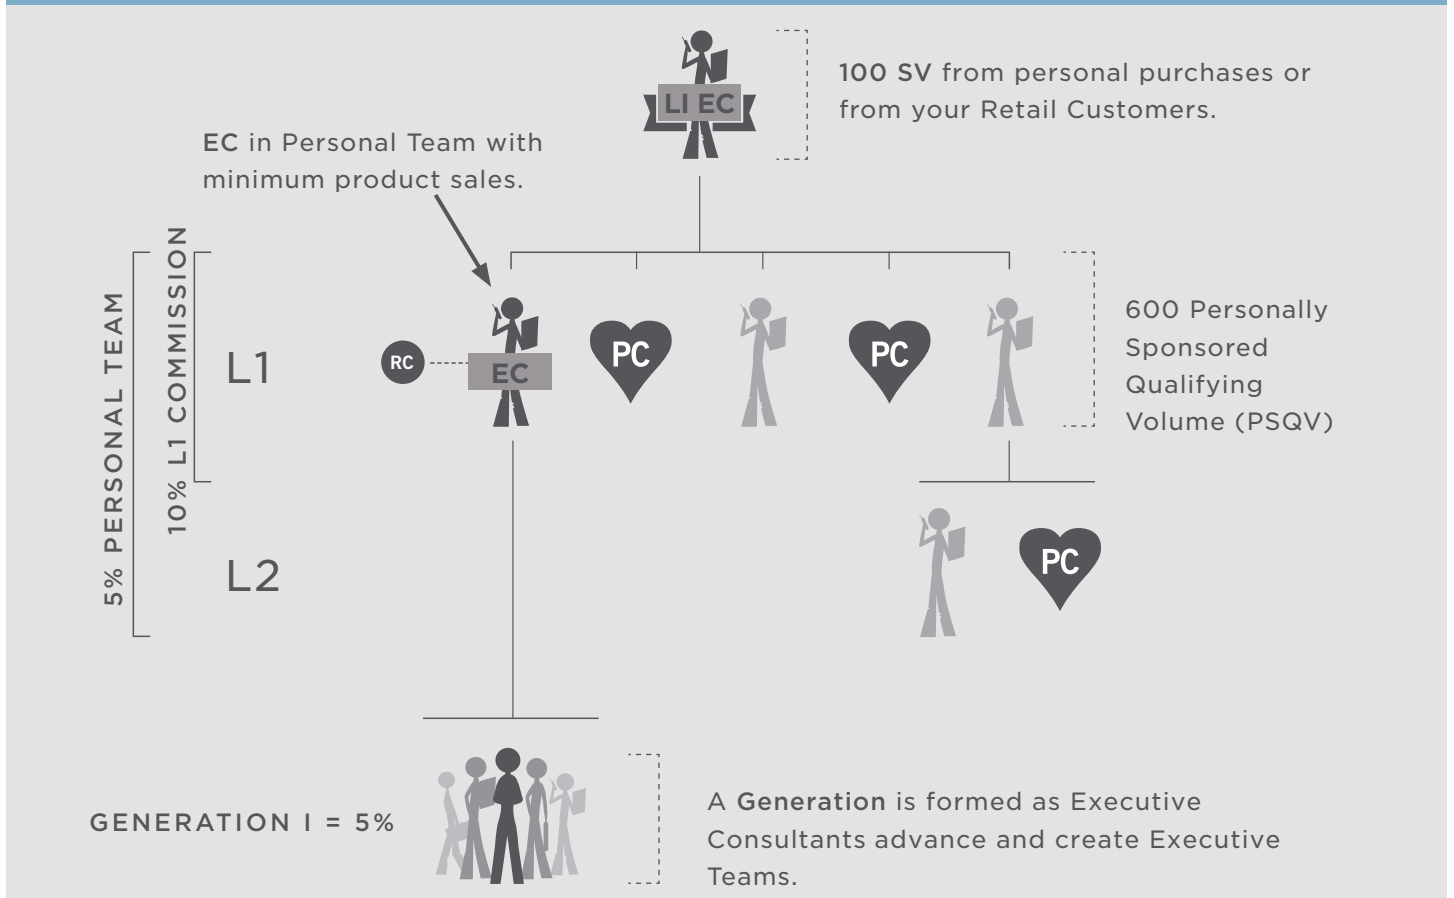 LI EC
100 SV from personal purchases or
from your Retail Customers.
EC in Personal Team with
minimum product sales.
5% PERSONAL TEAM
10% L1 COMMISSION
L1
RC
EC
PC
PC
600 Personally
Sponsored
Qualifying
Volume (PSQV)
L2
PC
GENERATION I = 5%
A Generation is formed as Executive
Consultants advance and create Executive
Teams.